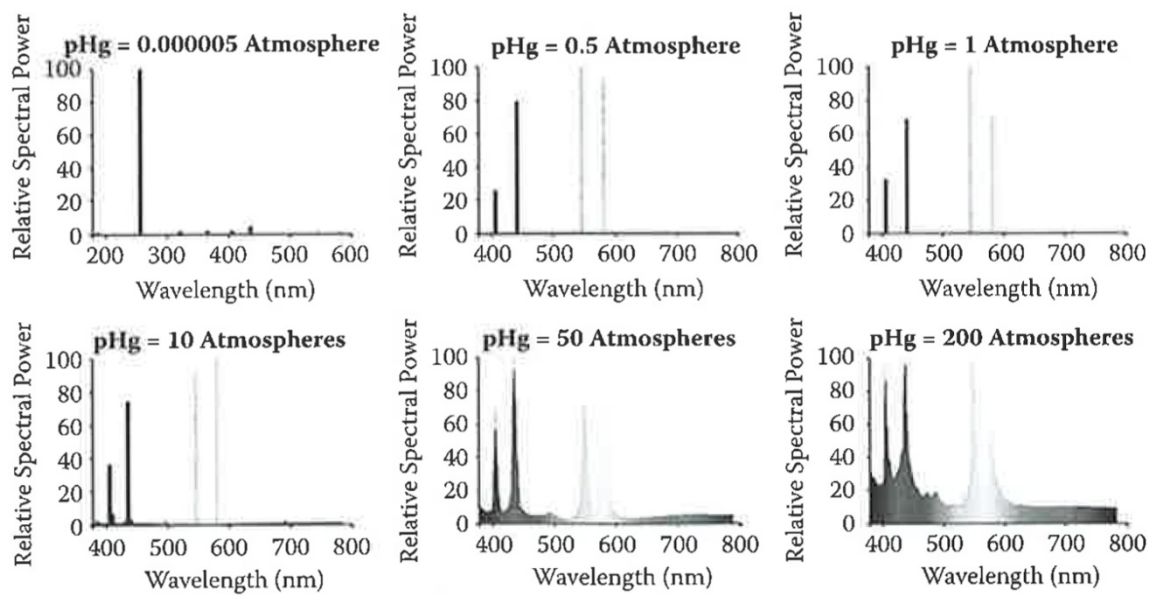 pHg = 0.000005 Atmosphere
Relative Spectral Power
100
80
60
40
20
0
200 300 400 500 600
Wavelength (nm)
pHg = 0.5 Atmosphere
Relative Spectral Power
100
80
60
40
20
0
400 500 600 700 800
Wavelength (nm)
pHg = 1 Atmosphere
Relative Spectral Power
100
80
60
40
20
0
400 500 600 700 800
Wavelength (nm)
pHg = 10 Atmospheres
Relative Spectral Power
100
80
60
40
20
0
400 500 600 700 800
Wavelength (nm)
pHg = 50 Atmospheres
Relative Spectral Power
100
80
60
40
20
0
400 500 600 700 800
Wavelength (nm)
pHg = 200 Atmospheres
Relative Spectral Power
100
80
60
40
20
0
400 500 600 700 800
Wavelength (nm)